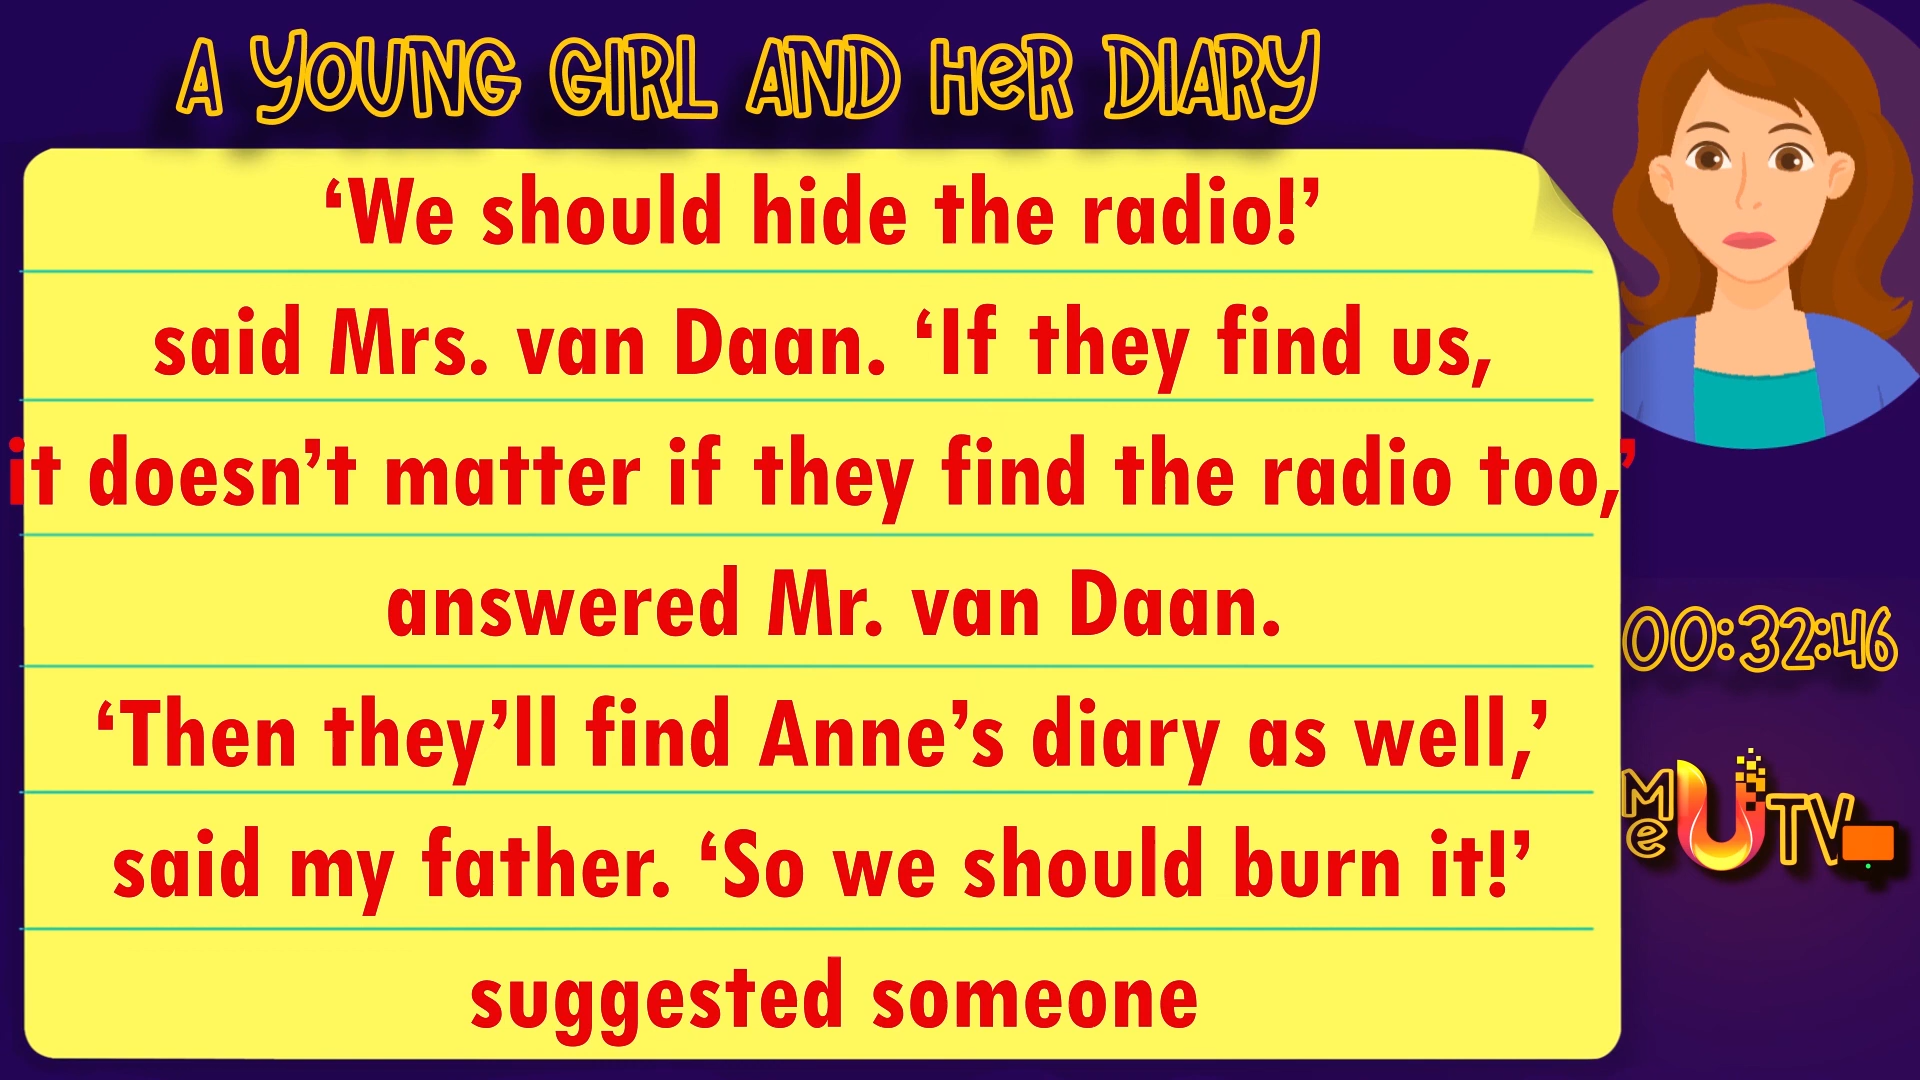 A YOUNG GIRL AND HeR DIARY
‘We should hide the radio!’
said Mrs. van Daan. ‘If they find us,
it doesn’t matter if they find the radio too,’
answered Mr. van Daan.
‘Then they’ll find Anne’s diary as well,’
said my father. ‘So we should burn it!’
suggested someone
00:32:46
Me U TV